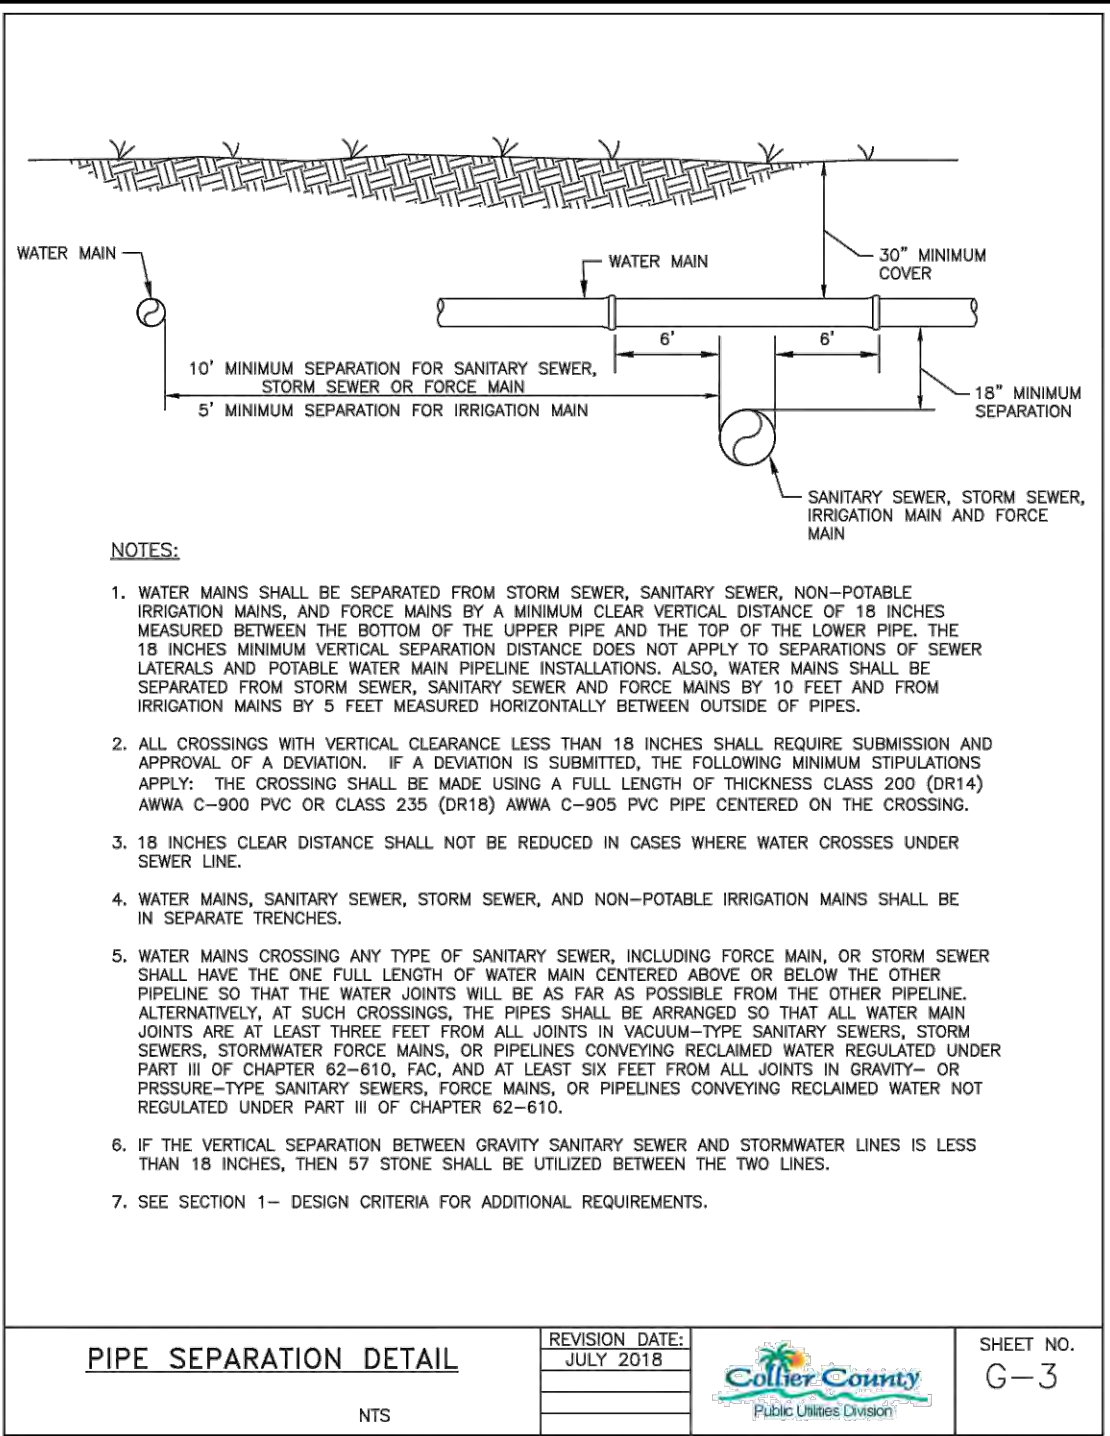 WATER MAIN
WATER MAIN
30" MINIMUM
COVER
6'
6'
10' MINIMUM SEPARATION FOR SANITARY SEWER,
STORM SEWER OR FORCE MAIN
5' MINIMUM SEPARATION FOR IRRIGATION MAIN
18" MINIMUM
SEPARATION
SANITARY SEWER, STORM SEWER,
IRRIGATION MAIN AND FORCE
MAIN
NOTES:
1. WATER MAINS SHALL BE SEPARATED FROM STORM SEWER, SANITARY SEWER, NON-POTABLE
IRRIGATION MAINS, AND FORCE MAINS BY A MINIMUM CLEAR VERTICAL DISTANCE OF 18 INCHES
MEASURED BETWEEN THE BOTTOM OF THE UPPER PIPE AND THE TOP OF THE LOWER PIPE. THE
18 INCHES MINIMUM VERTICAL SEPARATION DISTANCE DOES NOT APPLY TO SEPARATIONS OF SEWER
LATERALS AND POTABLE WATER MAIN PIPELINE INSTALLATIONS. ALSO, WATER MAINS SHALL BE
SEPARATED FROM STORM SEWER, SANITARY SEWER AND FORCE MAINS BY 10 FEET AND FROM
IRRIGATION MAINS BY 5 FEET MEASURED HORIZONTALLY BETWEEN OUTSIDE OF PIPES.
2. ALL CROSSINGS WITH VERTICAL CLEARANCE LESS THAN 18 INCHES SHALL REQUIRE SUBMISSION AND
APPROVAL OF A DEVIATION. IF A DEVIATION IS SUBMITTED, THE FOLLOWING MINIMUM STIPULATIONS
APPLY: THE CROSSING SHALL BE MADE USING A FULL LENGTH OF THICKNESS CLASS 200 (DR14)
AWWA C-900 PVC OR CLASS 235 (DR18) AWWA C-905 PVC PIPE CENTERED ON THE CROSSING.
3. 18 INCHES CLEAR DISTANCE SHALL NOT BE REDUCED IN CASES WHERE WATER CROSSES UNDER
SEWER LINE.
4. WATER MAINS, SANITARY SEWER, STORM SEWER, AND NON-POTABLE IRRIGATION MAINS SHALL BE
IN SEPARATE TRENCHES.
5. WATER MAINS CROSSING ANY TYPE OF SANITARY SEWER, INCLUDING FORCE MAIN, OR STORM SEWER
SHALL HAVE THE ONE FULL LENGTH OF WATER MAIN CENTERED ABOVE OR BELOW THE OTHER
PIPELINE SO THAT THE WATER JOINTS WILL BE AS FAR AS POSSIBLE FROM THE OTHER PIPELINE.
ALTERNATIVELY, AT SUCH CROSSINGS, THE PIPES SHALL BE ARRANGED SO THAT ALL WATER MAIN
JOINTS ARE AT LEAST THREE FEET FROM ALL JOINTS IN VACUUM-TYPE SANITARY SEWERS, STORM
SEWERS, STORMWATER FORCE MAINS, OR PIPELINES CONVEYING RECLAIMED WATER REGULATED UNDER
PART III OF CHAPTER 62-610, FAC, AND AT LEAST SIX FEET FROM ALL JOINTS IN GRAVITY- OR
PRSSURE-TYPE SANITARY SEWERS, FORCE MAINS, OR PIPELINES CONVEYING RECLAIMED WATER NOT
REGULATED UNDER PART III OF CHAPTER 62-610.
6. IF THE VERTICAL SEPARATION BETWEEN GRAVITY SANITARY SEWER AND STORMWATER LINES IS LESS
THAN 18 INCHES, THEN 57 STONE SHALL BE UTILIZED BETWEEN THE TWO LINES.
7. SEE SECTION 1- DESIGN CRITERIA FOR ADDITIONAL REQUIREMENTS.
PIPE SEPARATION DETAIL
NTS
REVISION DATE:
JULY 2018
Collier County
Public Utilities Division
SHEET NO.
G-3